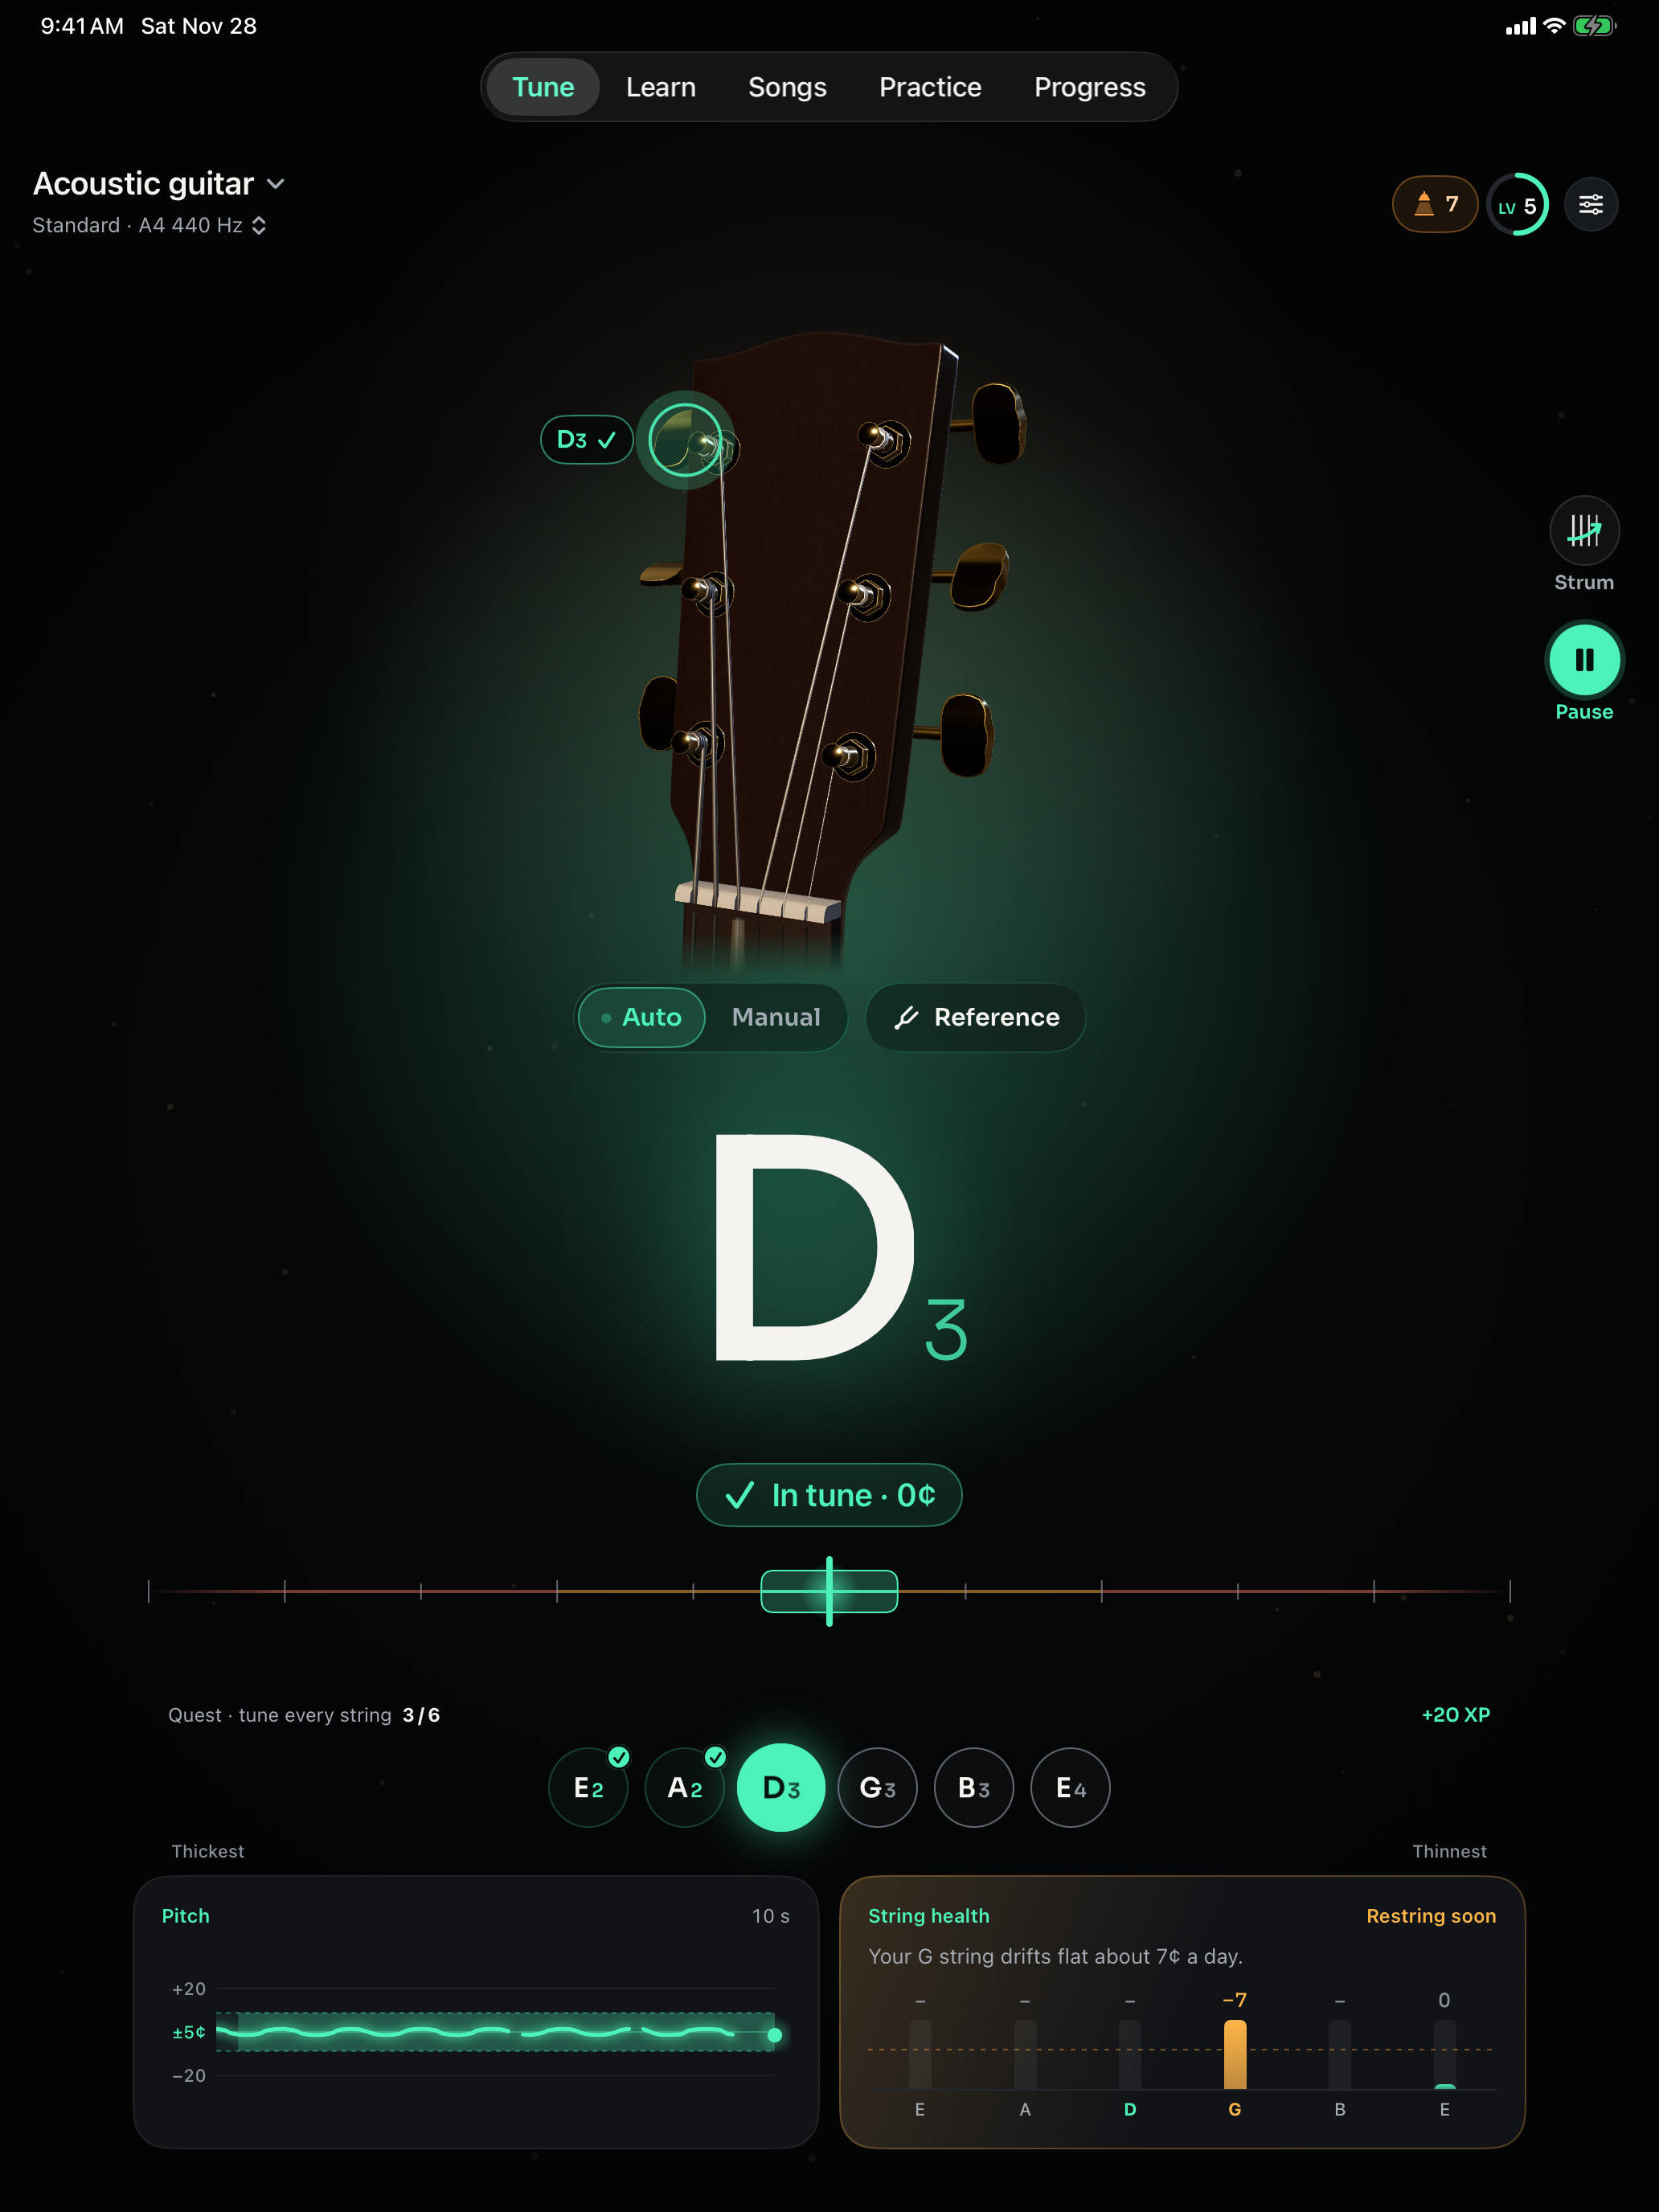 9:41 AM Sat Nov 28
Tune Learn Songs Practice Progress
Acoustic guitar
Standard · A4 440 Hz
7
LV 5
D3
Strum
Pause
Auto Manual Reference
D3
In tune · 0¢
Quest · tune every string 3/6
+20 XP
E2 A2 D3 G3 B3 E4
Thickest
Thinnest
Pitch
10 s
+20
±5¢
−20
String health
Restring soon
Your G string drifts flat about 7¢ a day.
– – – −7 – 0
E A D G B E